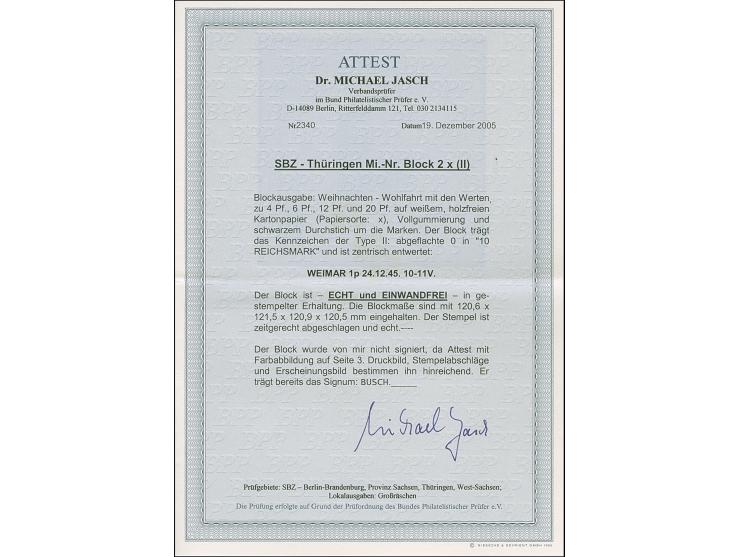 ATTEST
Dr. MICHAEL JASCH
Verbandsprüfer
im Bund Philatelistischer Prüfer e. V.
D-14089 Berlin, Ritterfelddamm 121, Tel. 030 2134115
Nr2340 Datum19. Dezember 2005
SBZ - Thüringen Mi.-Nr. Block 2 x (II)
Blockausgabe: Weihnachten - Wohlfahrt mit den Werten
zu 4 Pf., 6 Pf., 12 Pf. und 20 Pf. auf weißem, holzfreien
Kartonpapier (Papiersorte: x), Vollgummierung und
schwarzem Durchstich um die Marken. Der Block trägt
das Kennzeichen der Type II: abgeflachte 0 in "10
REICHSMARK" und ist zentrisch entwertet:
WEIMAR 1p 24.12.45. 10-11V.
Der Block ist – ECHT und EINWANDFREI – in ge-
stempelter Erhaltung. Die Blockmaße sind mit 120,6 x
121,5 x 120,9 x 120,5 mm eingehalten. Der Stempel ist
zeitgerecht abgeschlagen und echt.----
Der Block wurde von mir nicht signiert, da Attest mit
Farbabbildung auf Seite 3. Druckbild, Stempelabschläge
und Erscheinungsbild bestimmen ihn hinreichend. Er
trägt bereits das Signum: BUSCH._____
Michael Jasch
Prüfgebiete: SBZ – Berlin-Brandenburg, Provinz Sachsen, Thüringen, West-Sachsen;
Lokalausgaben: Großräschen
Die Prüfung erfolgte auf Grund der Prüfordnung des Bundes Philatelistischer Prüfer e.V.
© GIESECKE & DEVRIENT GMBH